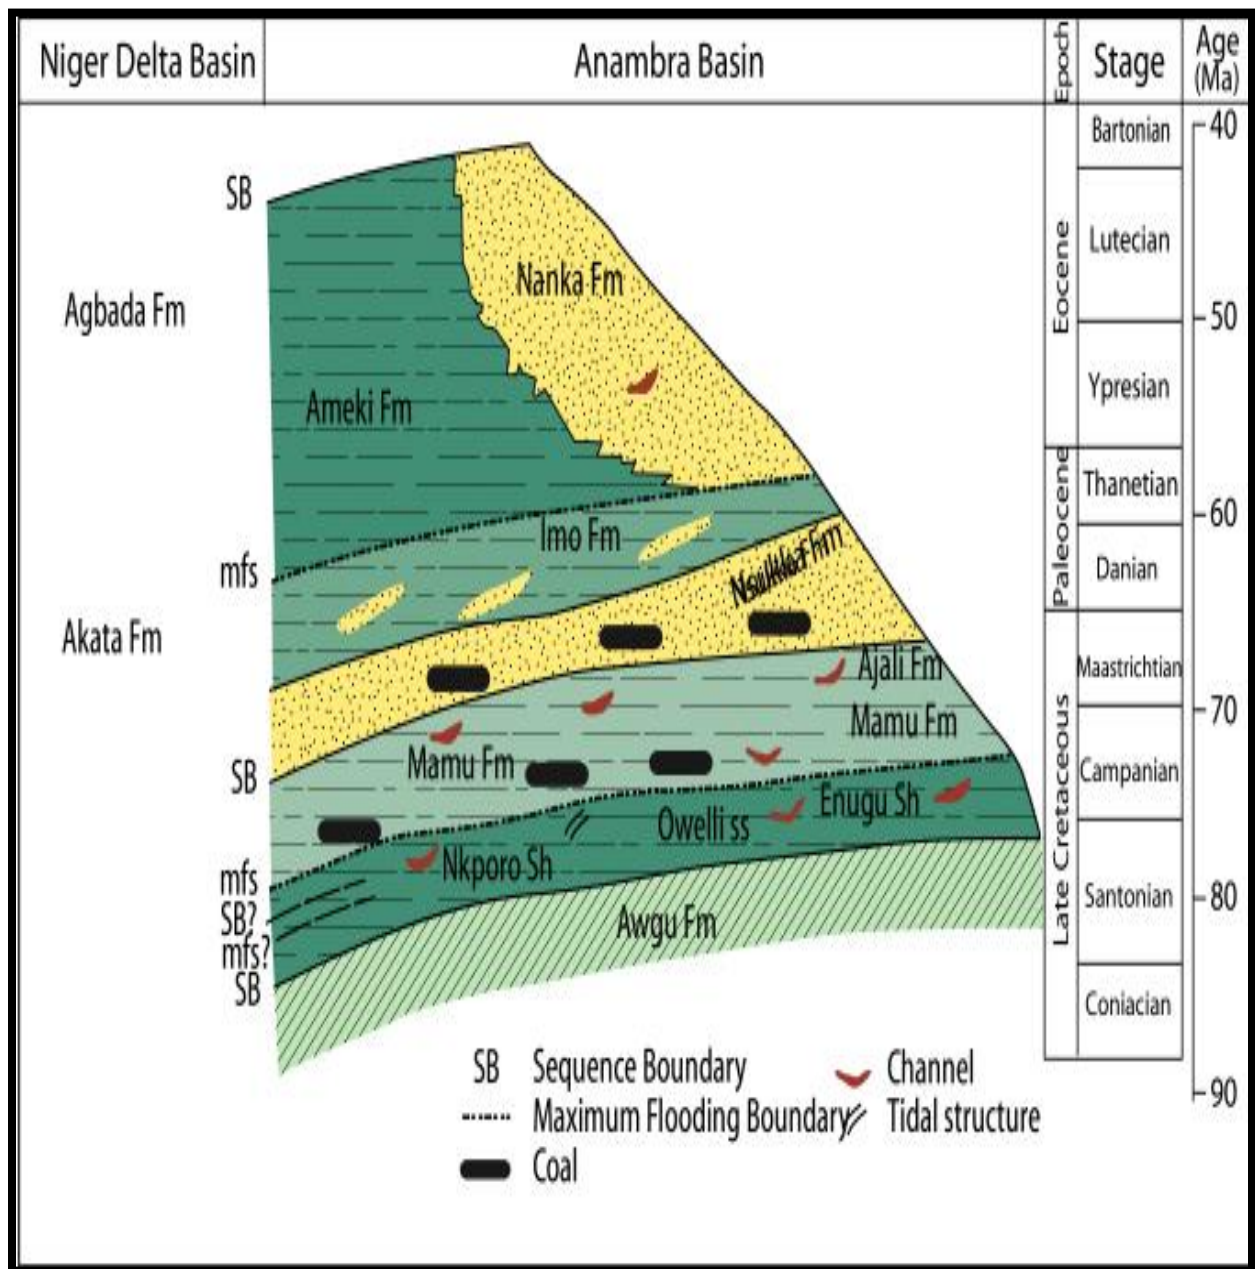 Niger Delta Basin
Anambra Basin
Epoch
Stage
Age
(Ma)
Bartonian
40
SB
Lutecian
Nanka Fm
Eocene
Agbada Fm
50
Ameki Fm
Ypresian
Thanetian
Paleocene
60
Imo Fm
mfs
Danian
Akata Fm
Ajali Fm
Maastrichtian
70
Mamu Fm
Mamu Fm
SB
Campanian
Enugu Sh
Owelli ss
Late Cretaceous
Nkporo Sh
mfs
SB?
mfs?
SB
Santonian
80
Awgu Fm
Coniacian
SB Sequence Boundary
Channel
Maximum Flooding Boundary
Tidal structure
90
Coal